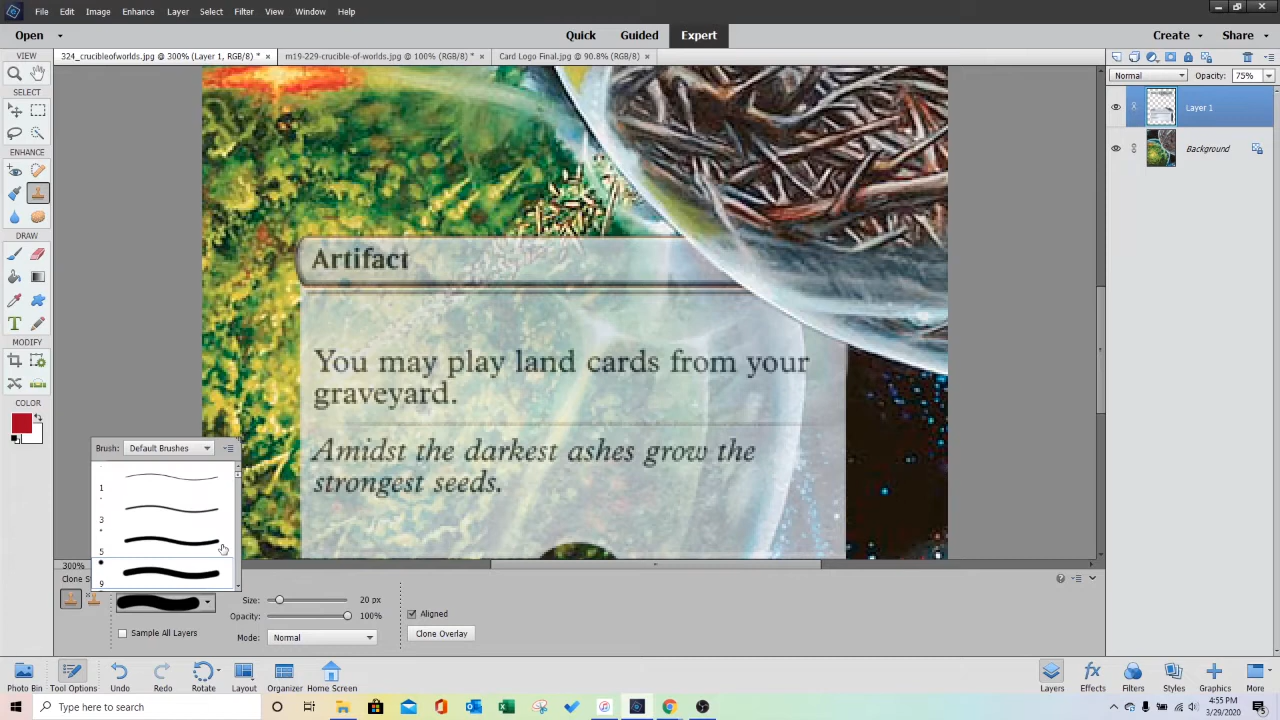 File Edit Image Enhance Layer Select Filter View Window Help
Open Quick Guided Expert Create Share
VIEW 324_crucibleofworlds.jpg @ 300% (Layer 1, RGB/8) * × m19-229-crucible-of-worlds.jpg @ 100% (RGB/8) * × Card Logo Final.jpg @ 90.8% (RGB/8) ×
Normal Opacity: 75%
SELECT
Layer 1
Background
ENHANCE
DRAW
MODIFY
COLOR
Artifact
You may play land cards from your
graveyard.
Amidst the darkest ashes grow the
strongest seeds.
Brush: Default Brushes
1
3
5
9
300%
Clone S
Size: 20 px
Opacity: 100%
Aligned
Sample All Layers Mode: Normal Clone Overlay
Photo Bin Tool Options Undo Redo Rotate Layout Organizer Home Screen Layers Effects Filters Styles Graphics More
Type here to search
4:55 PM
3/29/2020